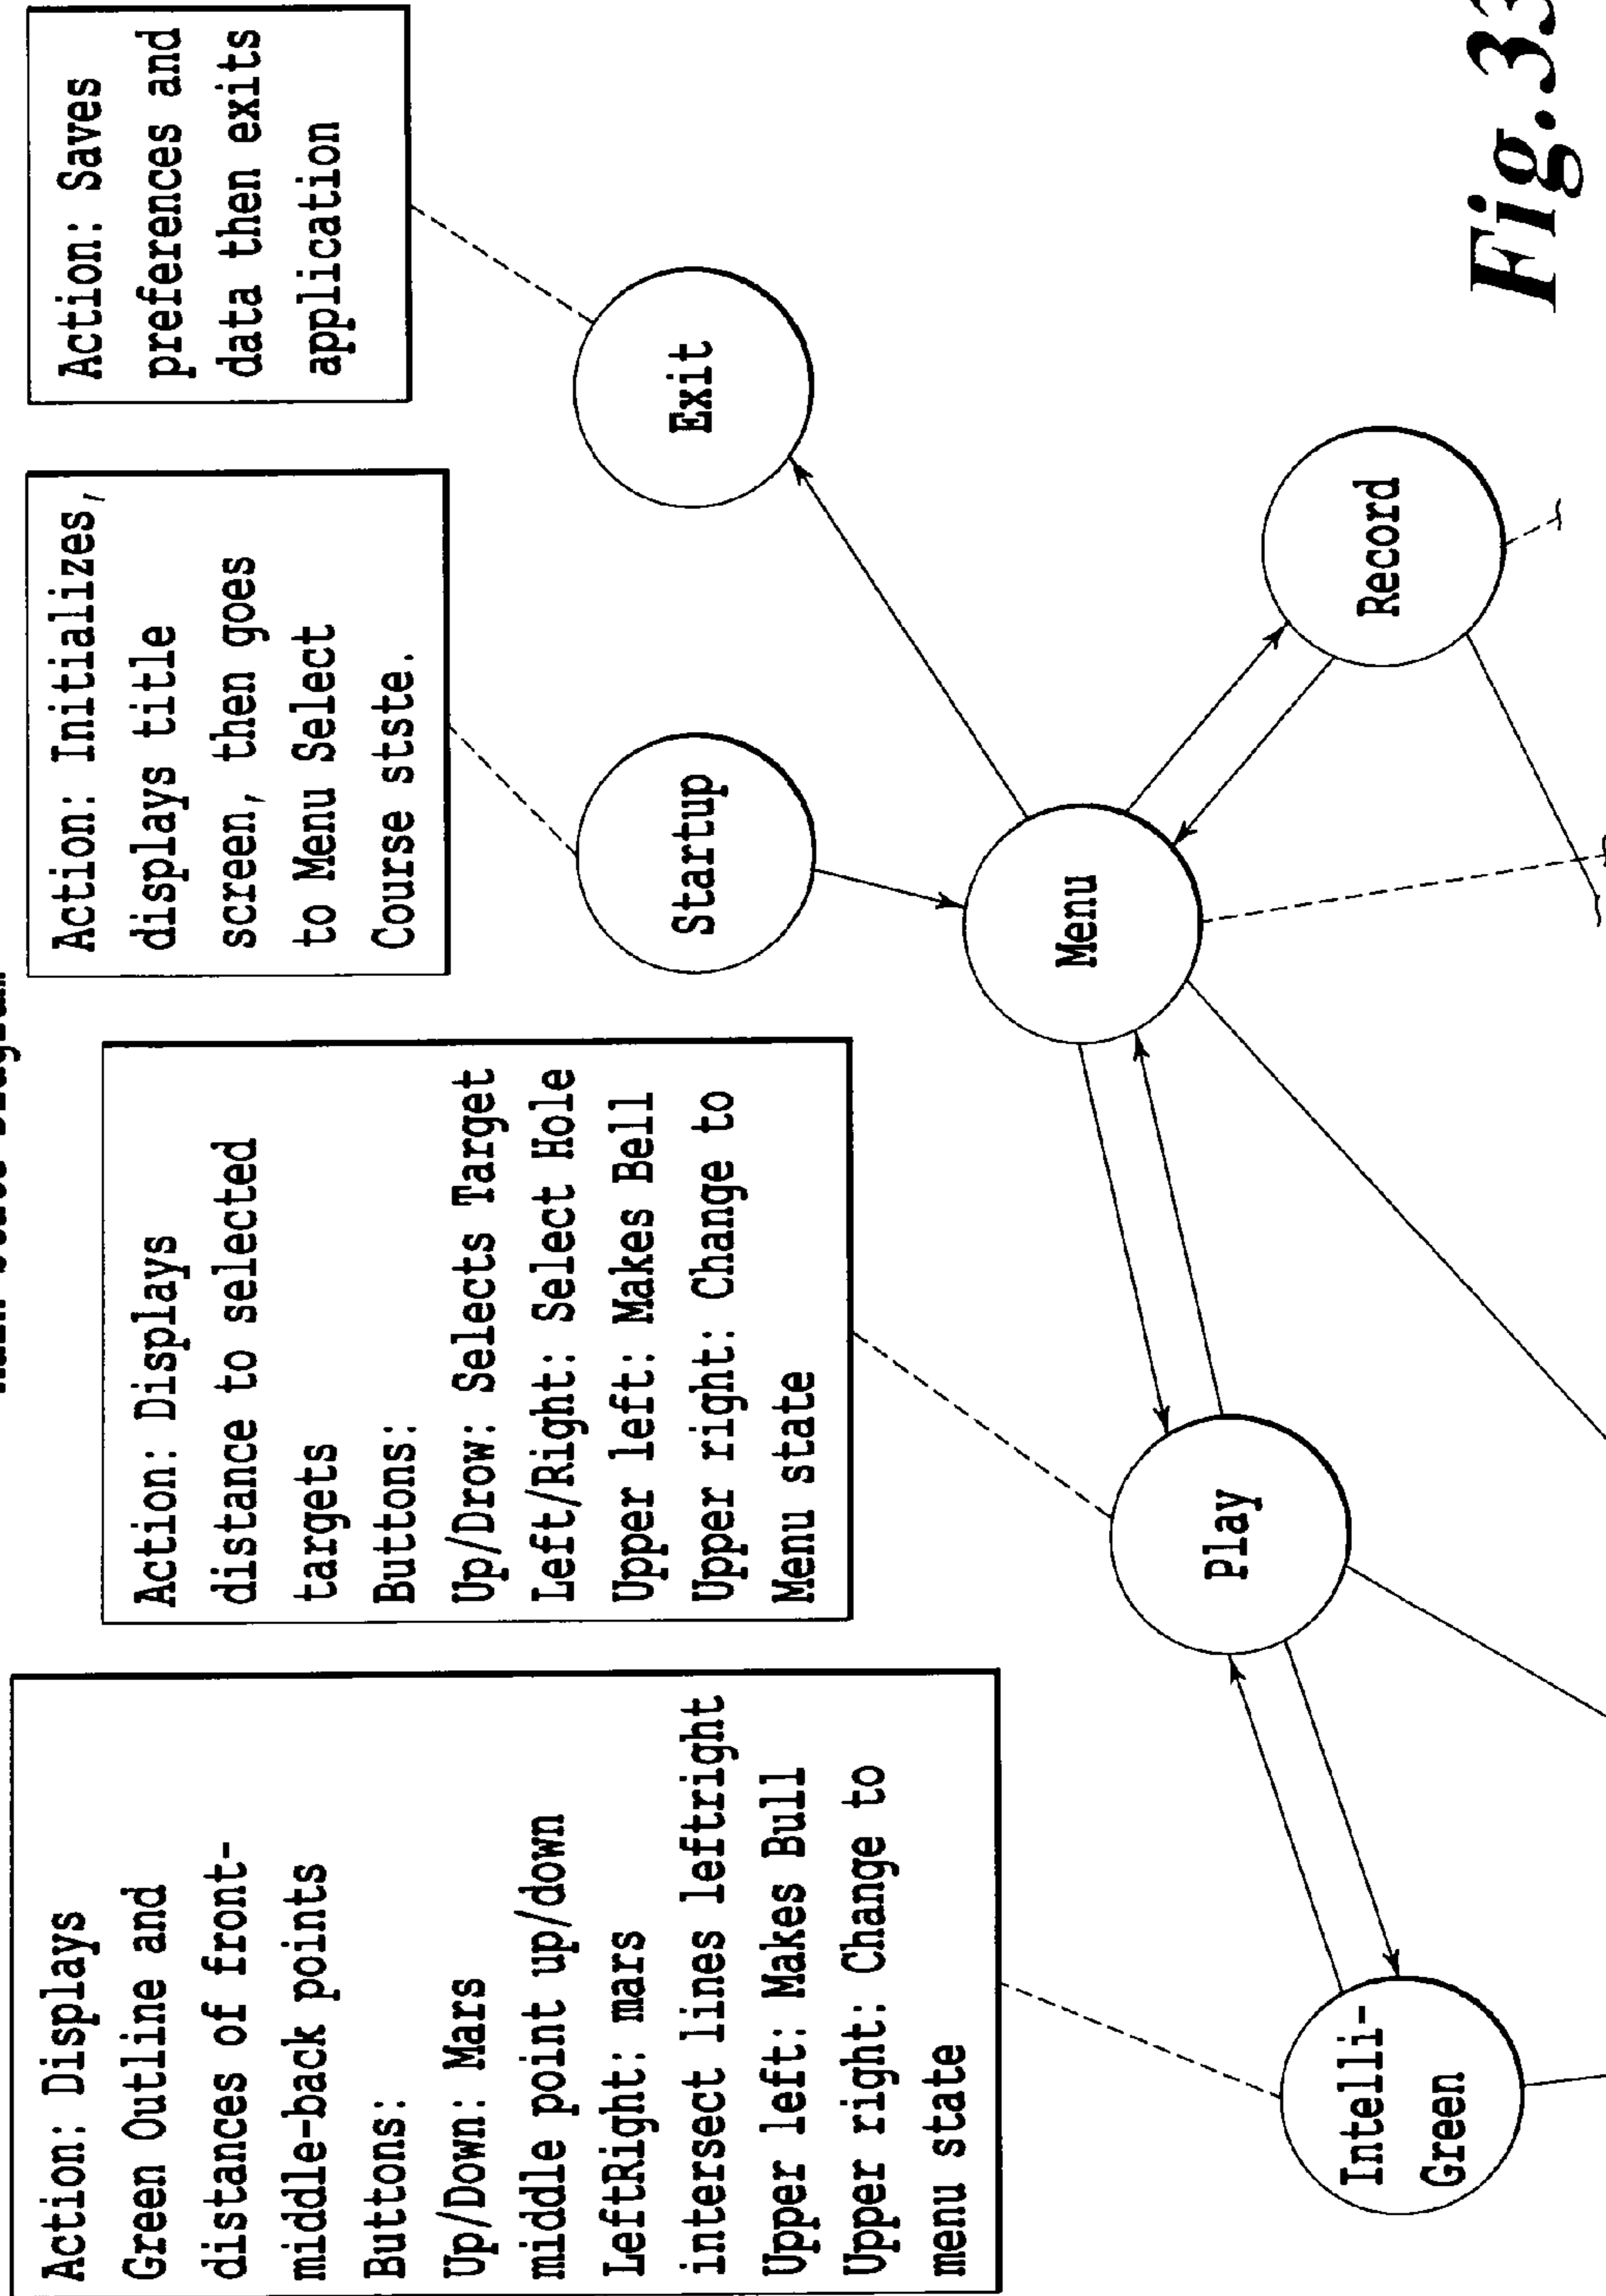 Action: Displays
Green Outline and
distances of front-
middle-back points
Buttons:
Up/Down: Mars
middle point up/down
LeftRight: mars
intersect lines leftright
Upper left: Makes Bull
Upper right: Change to
menu state
Action: Displays
distance to selected
targets
Buttons:
Up/Drow: Selects Target
Left/Right: Select Hole
Upper left: Makes Bell
Upper right: Change to
Menu state
Action: Initializes,
displays title
screen, then goes
to Menu Select
Course stste.
Action: Saves
preferences and
data then exits
application
Startup
Exit
Menu
Play
Record
Intelli-
Green
Fig.33